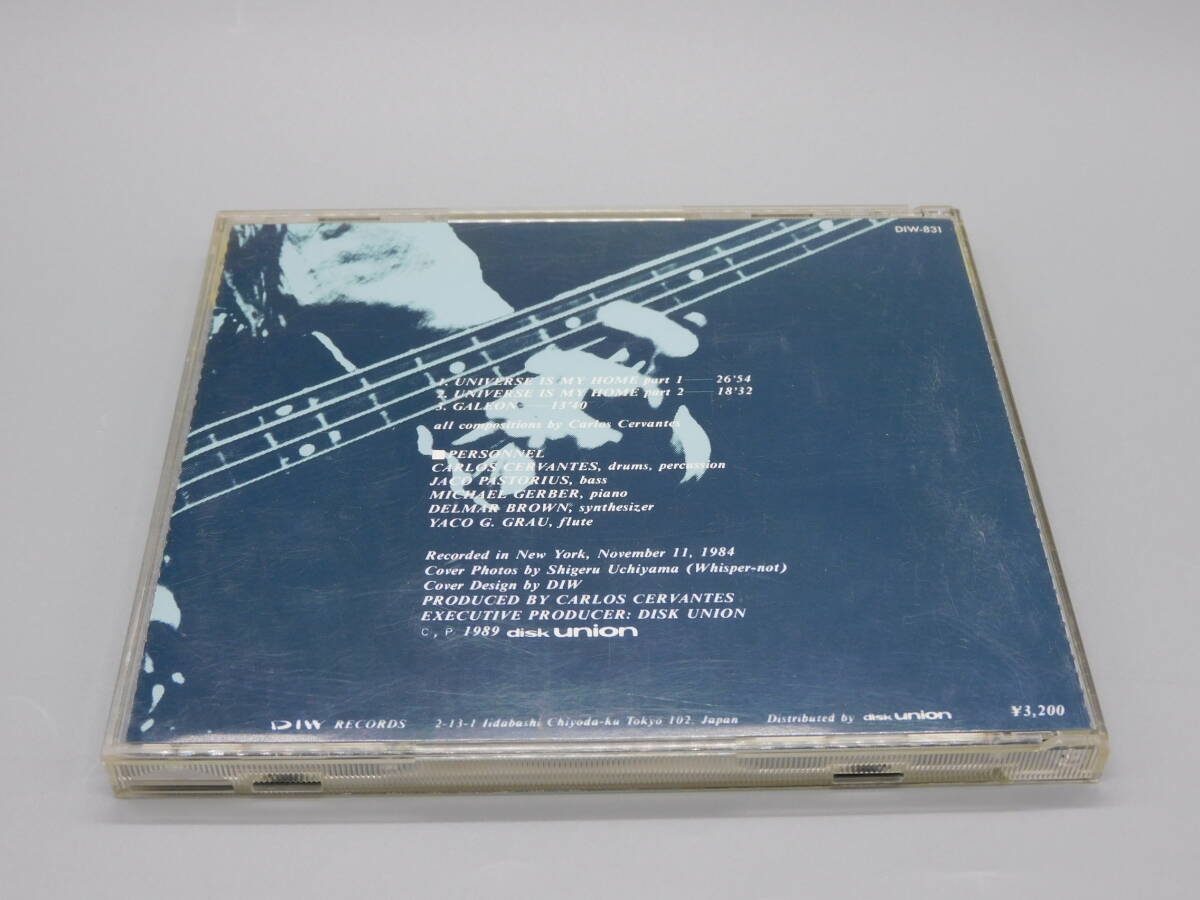 DIW-831
1. UNIVERSE IS MY HOME part 1 —— 26'54
2. UNIVERSE IS MY HOME part 2 —— 18'32
3. GALEON —— 13'40
all compositions by Carlos Cervantes
■PERSONNEL
CARLOS CERVANTES, drums, percussion
JACO PASTORIUS, bass
MICHAEL GERBER, piano
DELMAR BROWN, synthesizer
YACO G. GRAU, flute
Recorded in New York, November 11, 1984
Cover Photos by Shigeru Uchiyama (Whisper-not)
Cover Design by DIW
PRODUCED BY CARLOS CERVANTES
EXECUTIVE PRODUCER: DISK UNION
C, P 1989 disk union
DIW RECORDS 2-13-1 Iidabashi Chiyoda-ku Tokyo 102, Japan Distributed by disk union ¥3,200